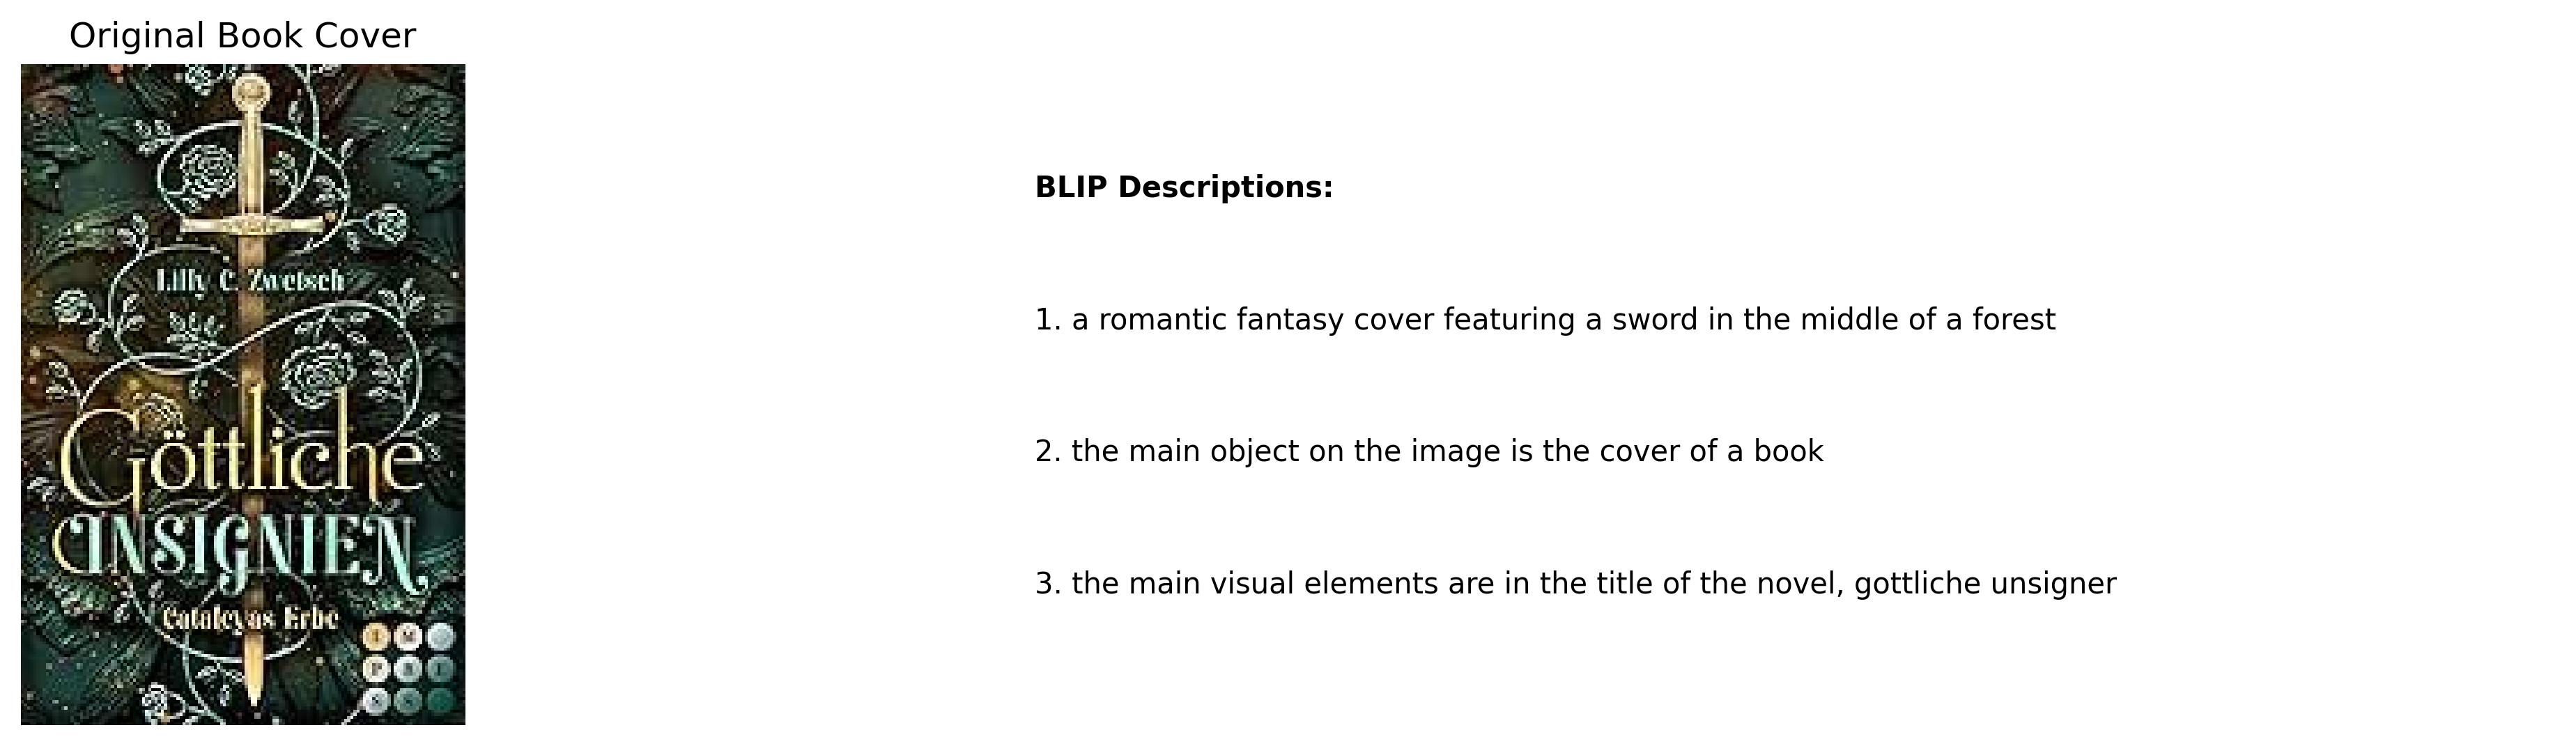 Original Book Cover
Lilly C. Zwetsch
Göttliche
INSIGNIEN
Cataleyas Erbe
I M
P R
BLIP Descriptions:
1. a romantic fantasy cover featuring a sword in the middle of a forest
2. the main object on the image is the cover of a book
3. the main visual elements are in the title of the novel, gottliche unsigner